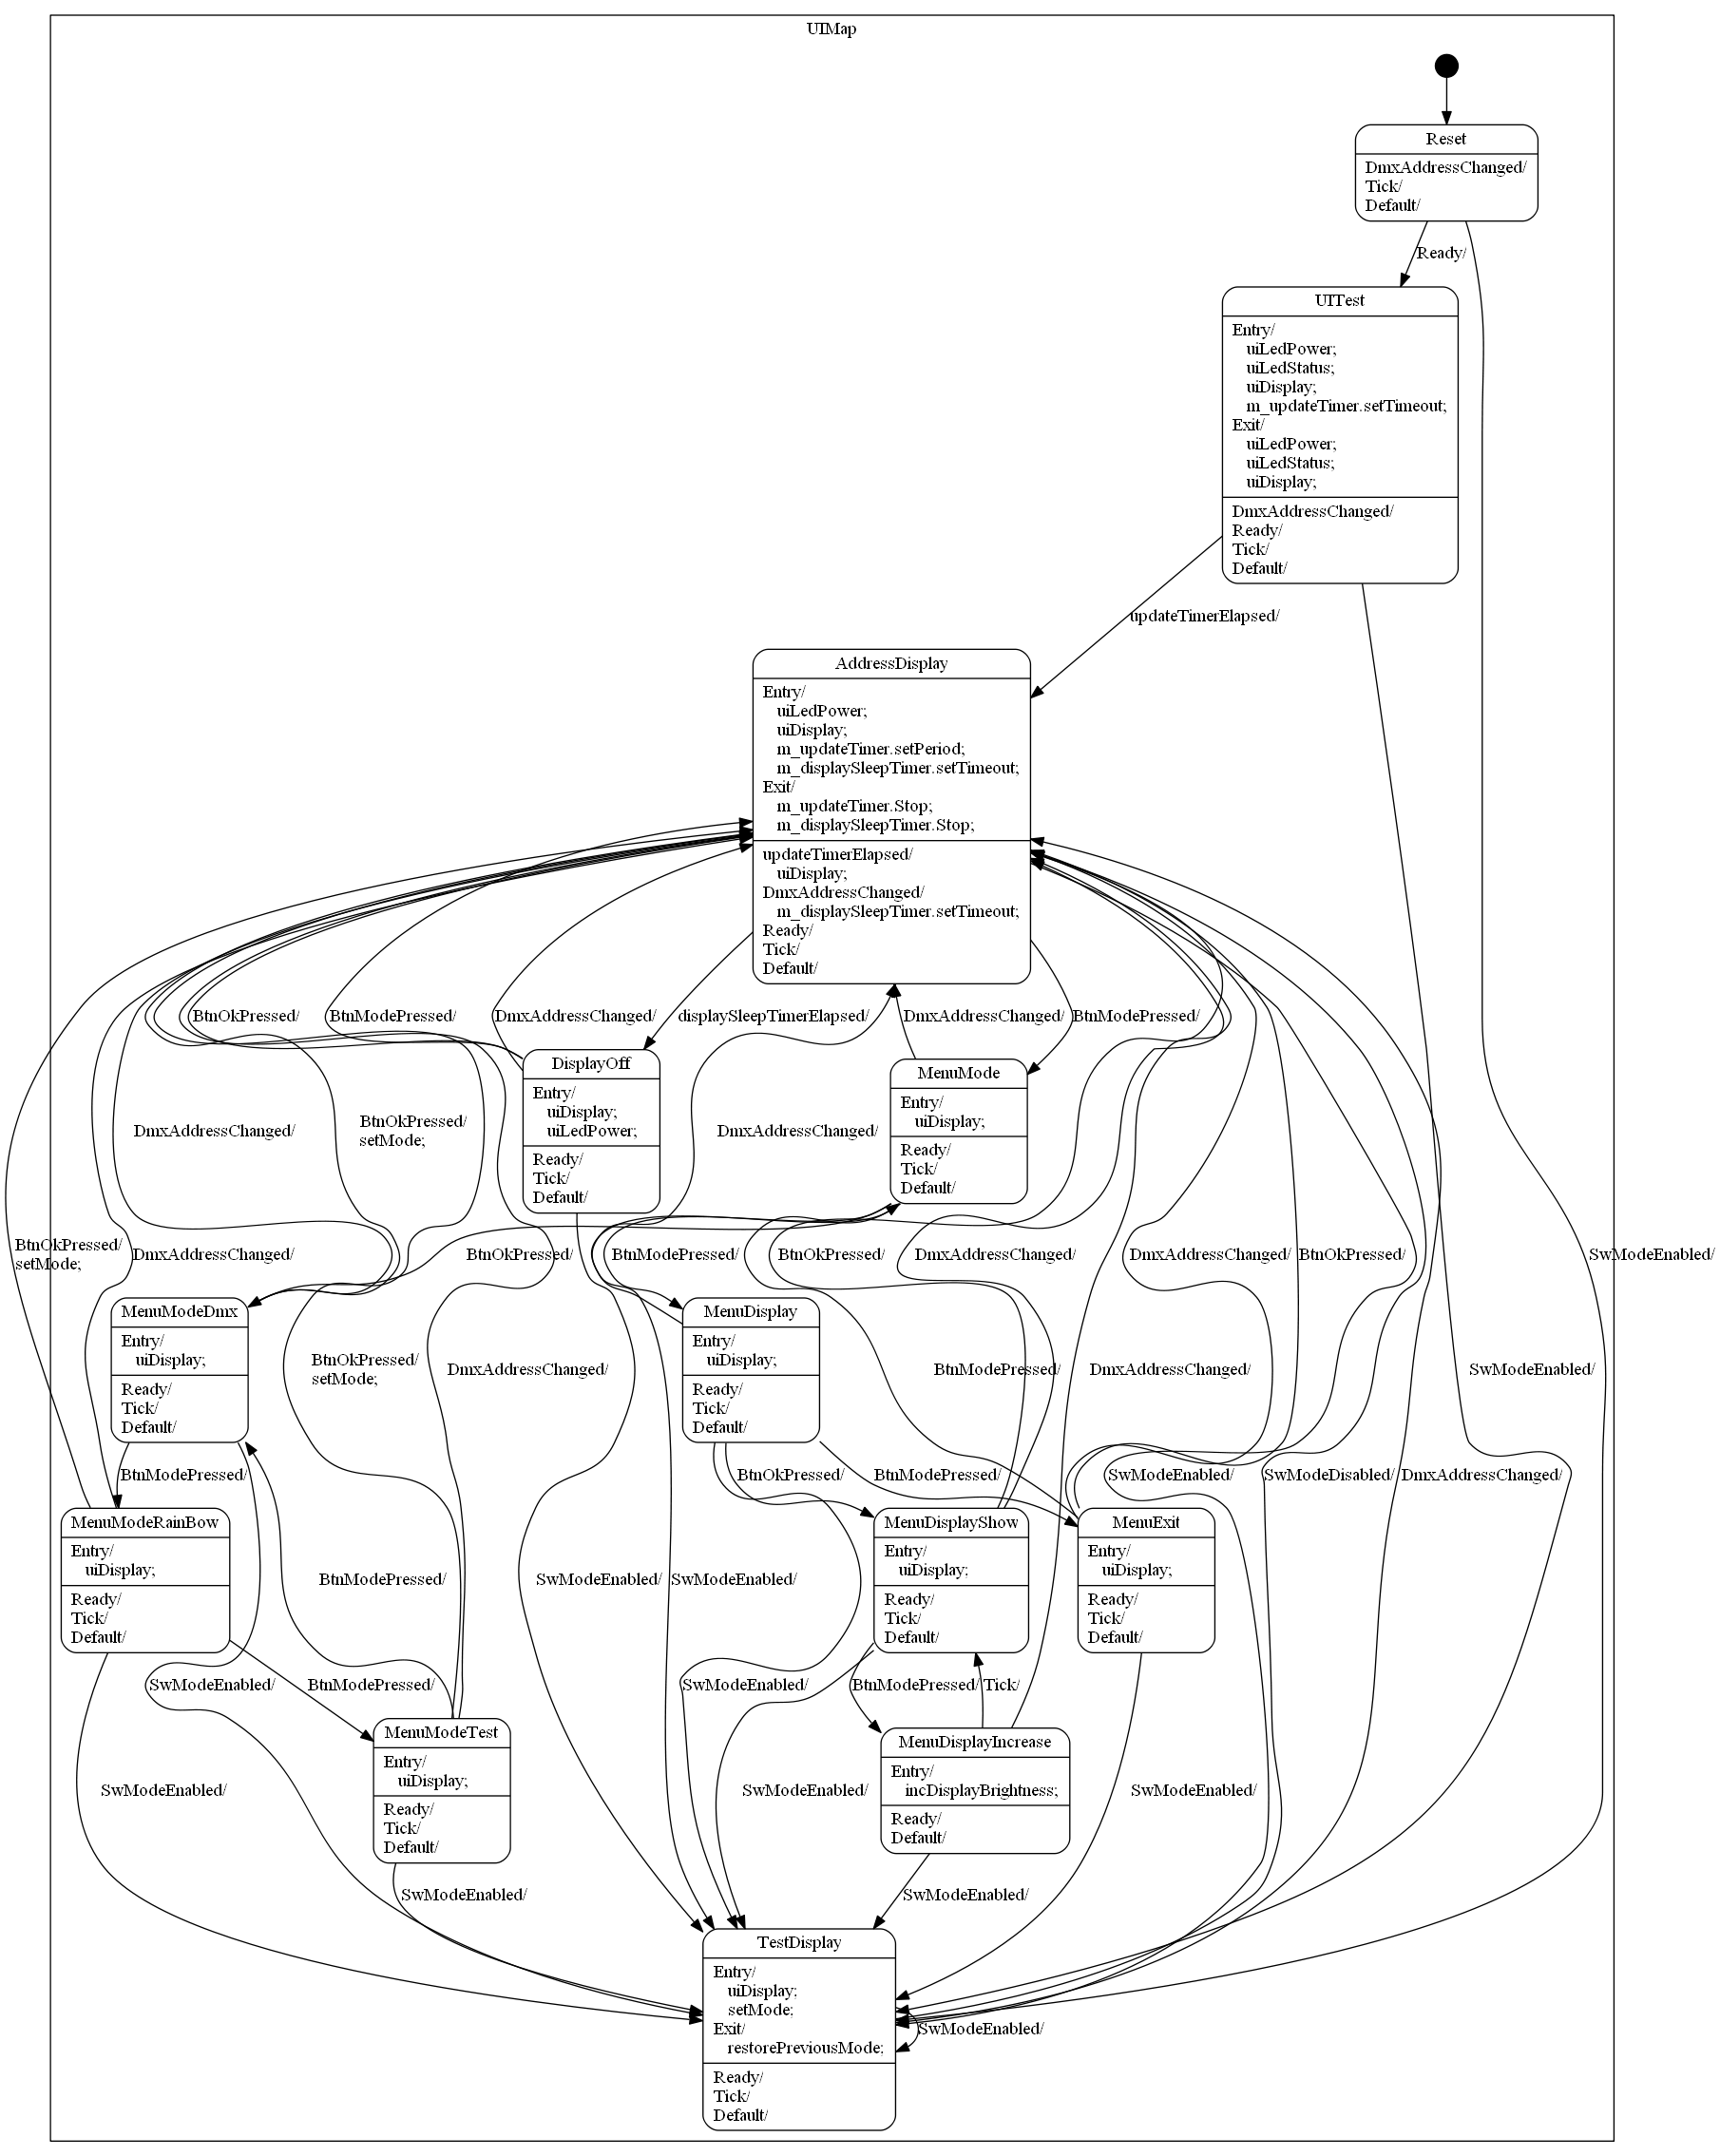 UIMap
Reset
DmxAddressChanged/
Tick/
Default/
Ready/
UITest
Entry/
uiLedPower;
uiLedStatus;
uiDisplay;
m_updateTimer.setTimeout;
Exit/
uiLedPower;
uiLedStatus;
uiDisplay;
DmxAddressChanged/
Ready/
Tick/
Default/
updateTimerElapsed/
AddressDisplay
Entry/
uiLedPower;
uiDisplay;
m_updateTimer.setPeriod;
m_displaySleepTimer.setTimeout;
Exit/
m_updateTimer.Stop;
m_displaySleepTimer.Stop;
updateTimerElapsed/
uiDisplay;
DmxAddressChanged/
m_displaySleepTimer.setTimeout;
Ready/
Tick/
Default/
BtnOkPressed/
BtnModePressed/
DmxAddressChanged/
displaySleepTimerElapsed/
DmxAddressChanged/
BtnModePressed/
DisplayOff
Entry/
uiDisplay;
uiLedPower;
Ready/
Tick/
Default/
MenuMode
Entry/
uiDisplay;
Ready/
Tick/
Default/
DmxAddressChanged/
BtnOkPressed/
setMode;
DmxAddressChanged/
BtnOkPressed/
setMode;
DmxAddressChanged/
BtnOkPressed/
BtnModePressed/
BtnOkPressed/
DmxAddressChanged/
DmxAddressChanged/
BtnOkPressed/
SwModeEnabled/
MenuModeDmx
Entry/
uiDisplay;
Ready/
Tick/
Default/
BtnOkPressed/
setMode;
DmxAddressChanged/
MenuDisplay
Entry/
uiDisplay;
Ready/
Tick/
Default/
BtnModePressed/
DmxAddressChanged/
SwModeEnabled/
BtnModePressed/
BtnOkPressed/
BtnModePressed/
SwModeEnabled/
SwModeDisabled/
DmxAddressChanged/
MenuModeRainBow
Entry/
uiDisplay;
Ready/
Tick/
Default/
BtnModePressed/
SwModeEnabled/
SwModeEnabled/
MenuDisplayShow
Entry/
uiDisplay;
Ready/
Tick/
Default/
MenuExit
Entry/
uiDisplay;
Ready/
Tick/
Default/
SwModeEnabled/
BtnModePressed/
SwModeEnabled/
BtnModePressed/
Tick/
MenuModeTest
Entry/
uiDisplay;
Ready/
Tick/
Default/
MenuDisplayIncrease
Entry/
incDisplayBrightness;
Ready/
Default/
SwModeEnabled/
SwModeEnabled/
SwModeEnabled/
SwModeEnabled/
SwModeEnabled/
TestDisplay
Entry/
uiDisplay;
setMode;
Exit/
restorePreviousMode;
Ready/
Tick/
Default/
SwModeEnabled/